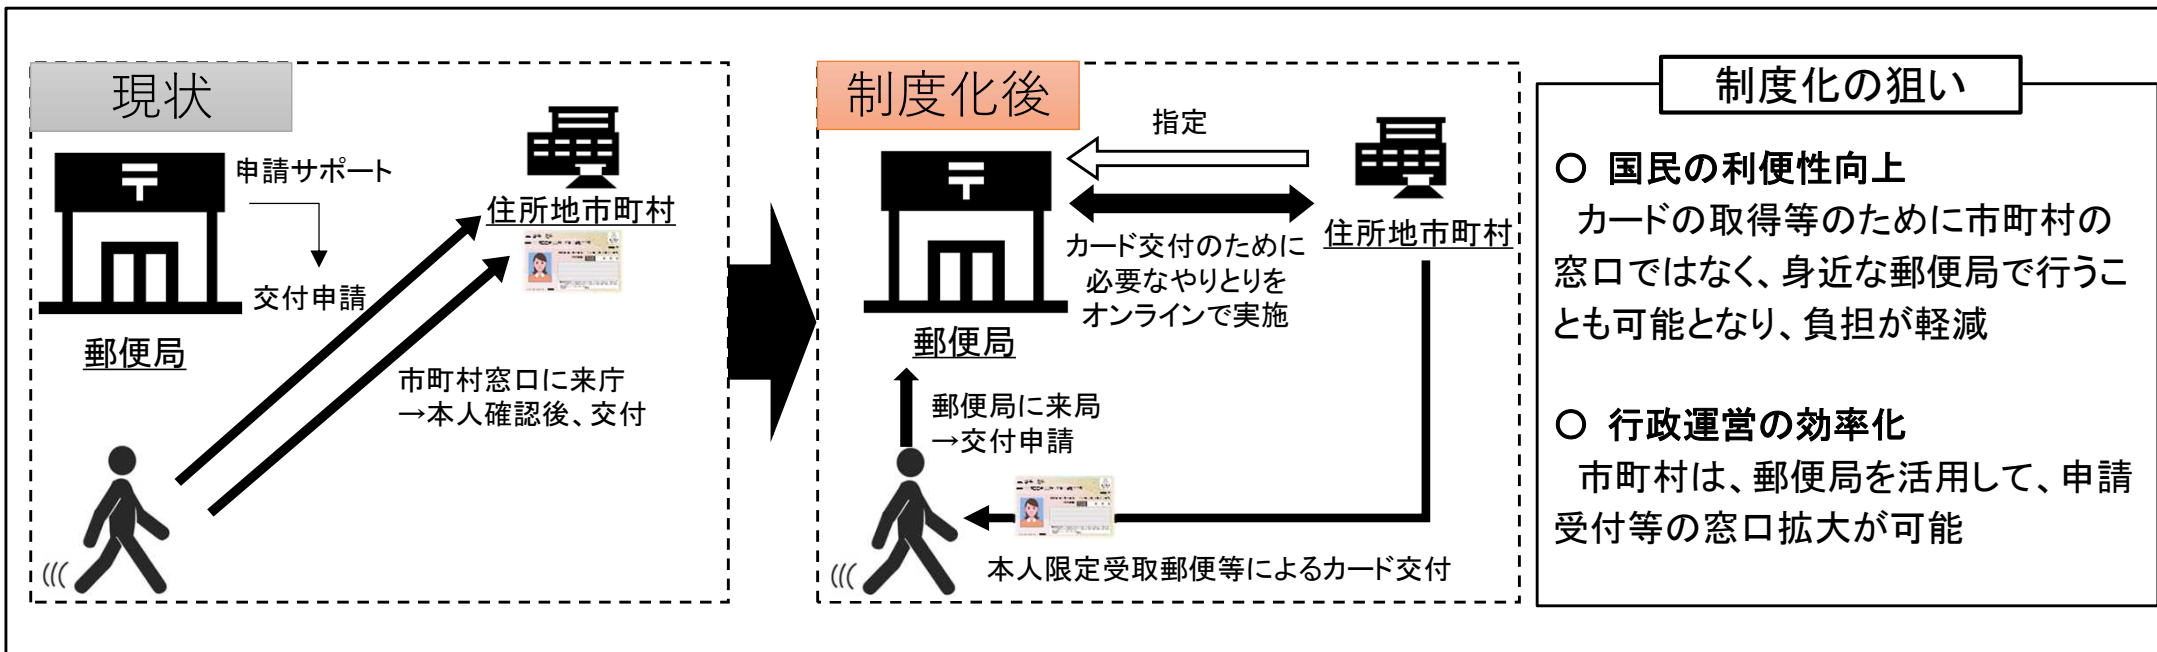 現状
申請サポート
交付申請
郵便局
住所地市町村
市町村窓口に来庁
→本人確認後、交付
制度化後
指定
カード交付のために
必要なやりとりを
オンラインで実施
郵便局
住所地市町村
郵便局に来局
→交付申請
本人限定受取郵便等によるカード交付
制度化の狙い
○ 国民の利便性向上
カードの取得等のために市町村の
窓口ではなく、身近な郵便局で行うこ
とも可能となり、負担が軽減
○ 行政運営の効率化
市町村は、郵便局を活用して、申請
受付等の窓口拡大が可能